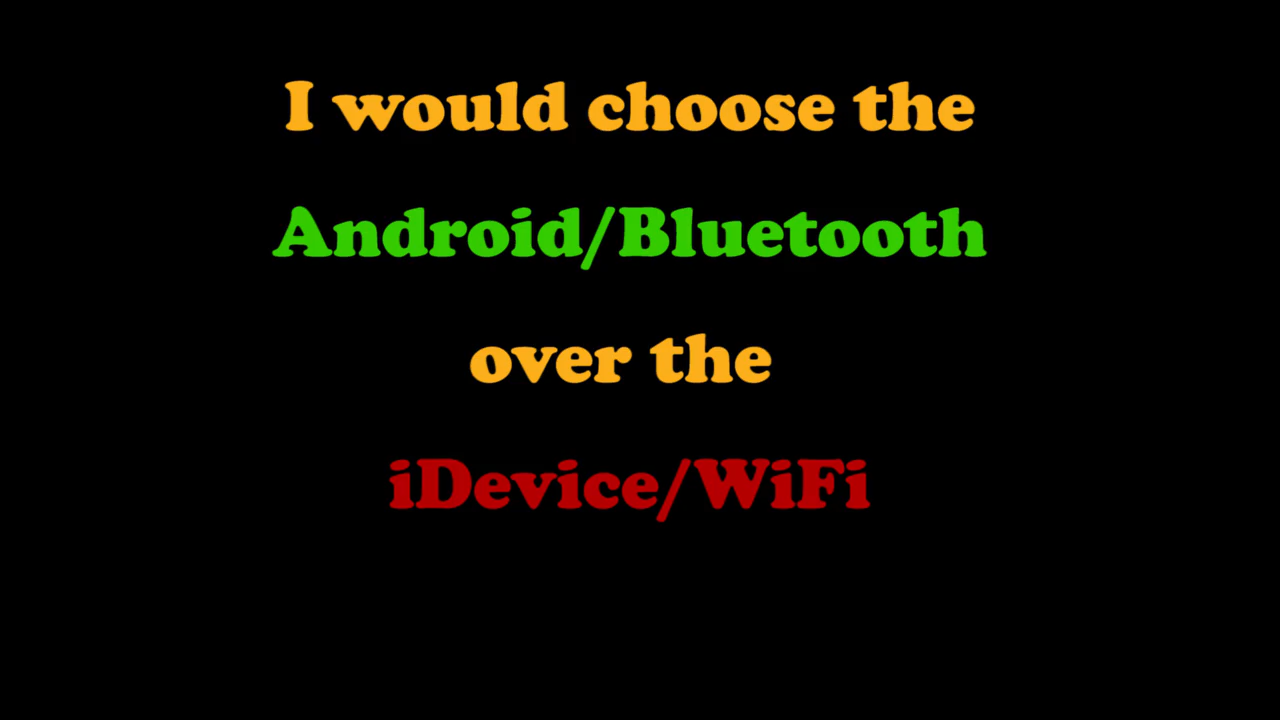 I would choose the
Android/Bluetooth
over the
iDevice/WiFi